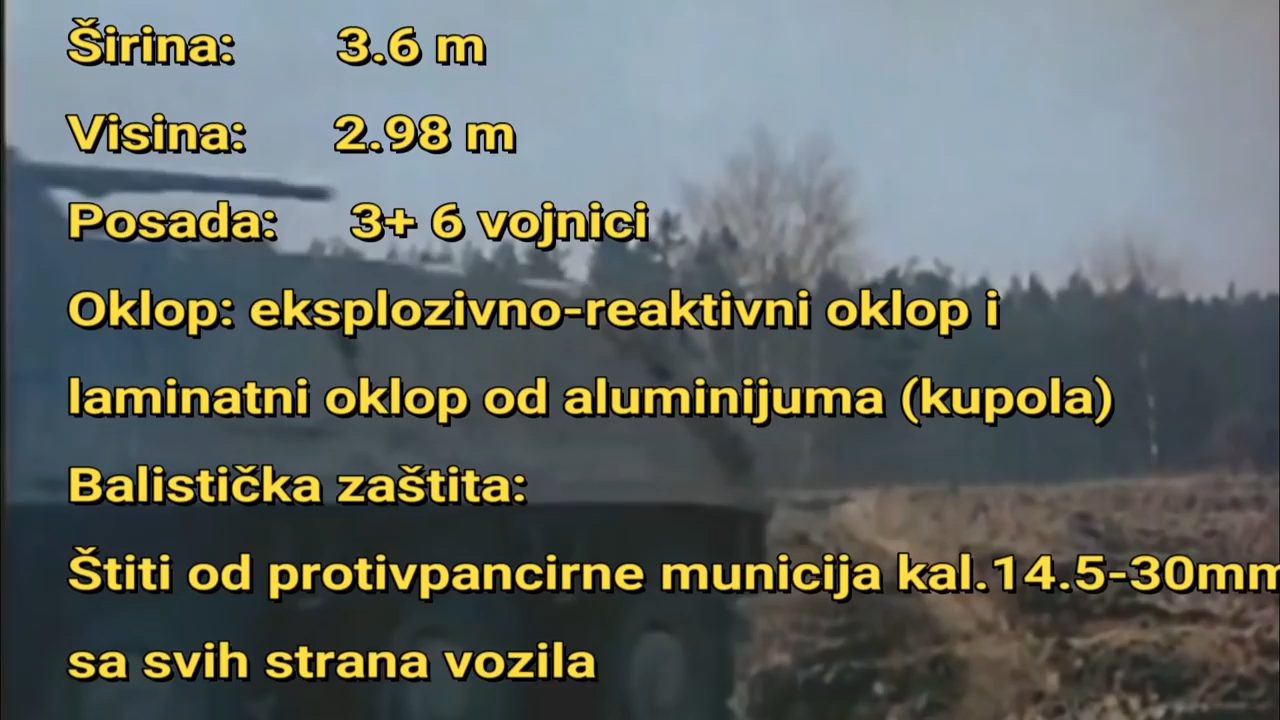 Širina: 3.6 m
Visina: 2.98 m
Posada: 3+ 6 vojnici
Oklop: eksplozivno-reaktivni oklop i
laminatni oklop od aluminijuma (kupola)
Balistička zaštita:
Štiti od protivpancirne municija kal.14.5-30mm
sa svih strana vozila